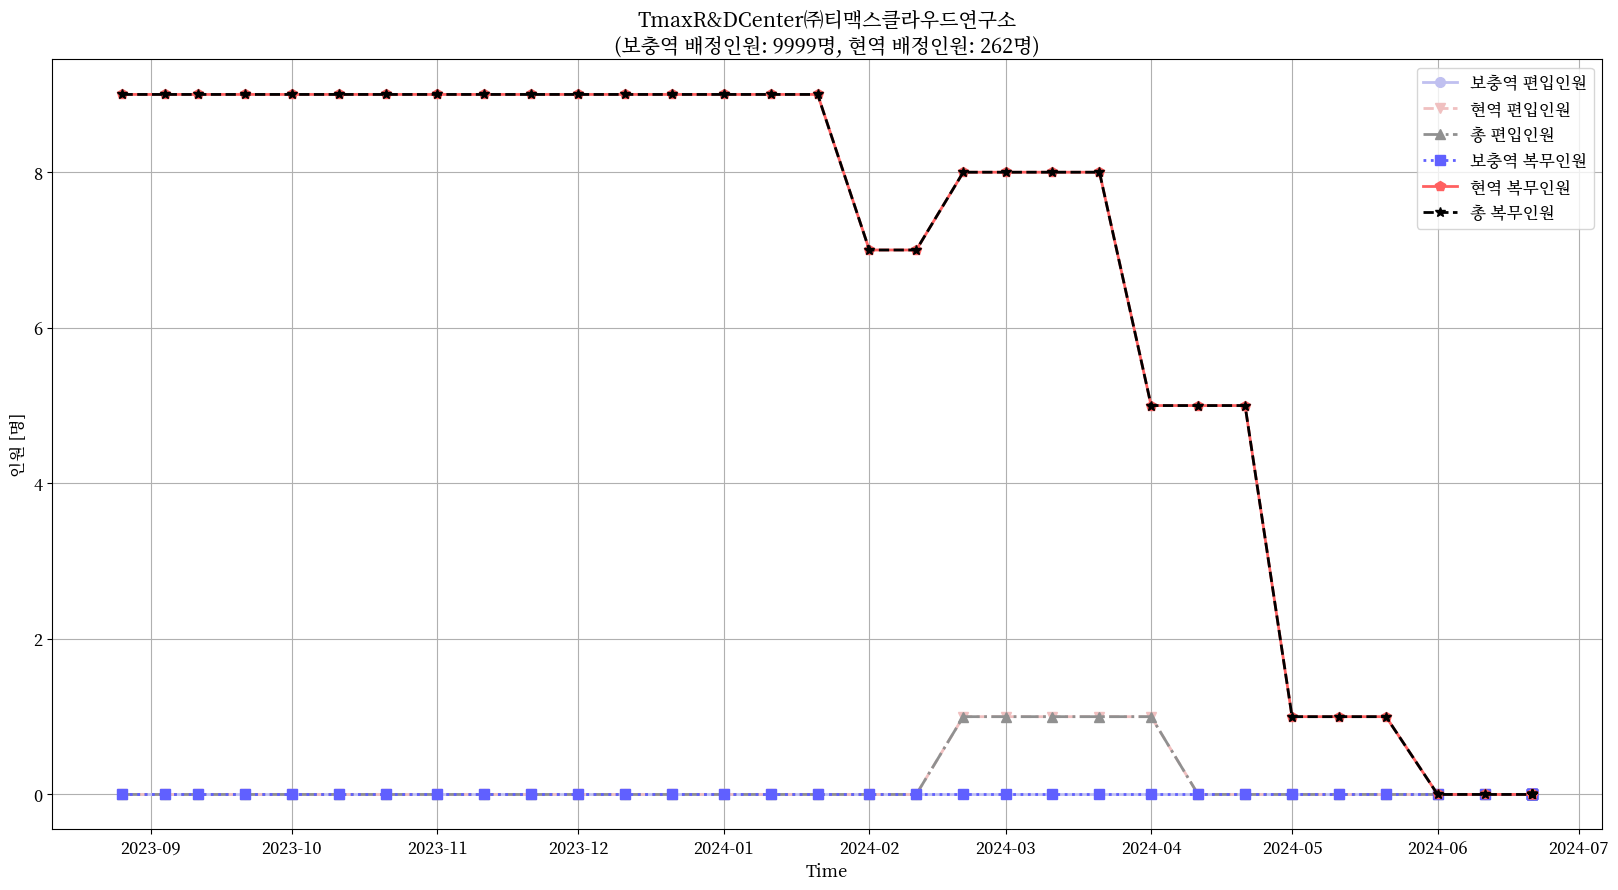 TmaxR&DCenter㈜티맥스클라우드연구소
(보충역 배정인원: 9999명, 현역 배정인원: 262명)
보충역 편입인원
현역 편입인원
총 편입인원
보충역 복무인원
현역 복무인원
총 복무인원
인원 [명]
8
6
4
2
0
2023-09
2023-10
2023-11
2023-12
2024-01
2024-02
2024-03
2024-04
2024-05
2024-06
2024-07
Time